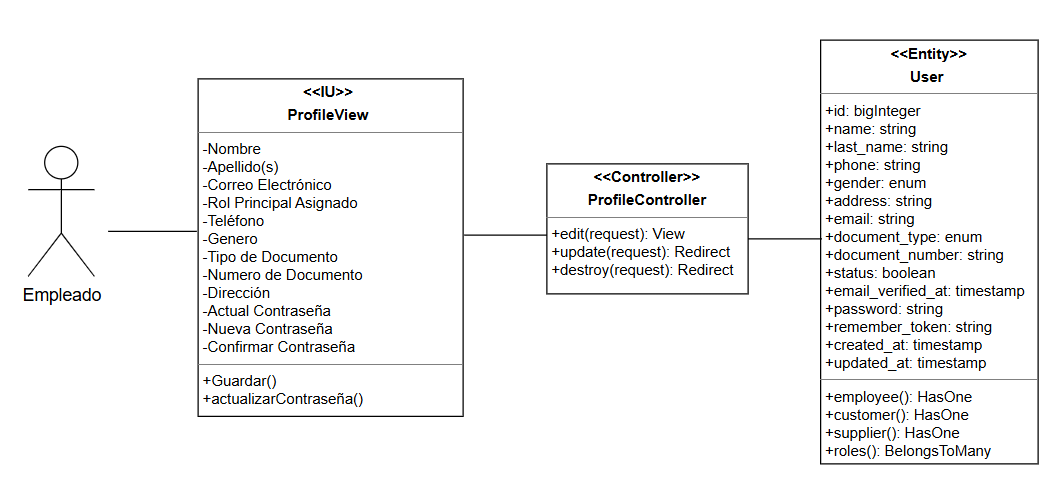 Empleado
<<IU>>
ProfileView
-Nombre
-Apellido(s)
-Correo Electrónico
-Rol Principal Asignado
-Teléfono
-Genero
-Tipo de Documento
-Numero de Documento
-Dirección
-Actual Contraseña
-Nueva Contraseña
-Confirmar Contraseña
+Guardar()
+actualizarContraseña()
<<Controller>>
ProfileController
+edit(request): View
+update(request): Redirect
+destroy(request): Redirect
<<Entity>>
User
+id: bigInteger
+name: string
+last_name: string
+phone: string
+gender: enum
+address: string
+email: string
+document_type: enum
+document_number: string
+status: boolean
+email_verified_at: timestamp
+password: string
+remember_token: string
+created_at: timestamp
+updated_at: timestamp
+employee(): HasOne
+customer(): HasOne
+supplier(): HasOne
+roles(): BelongsToMany